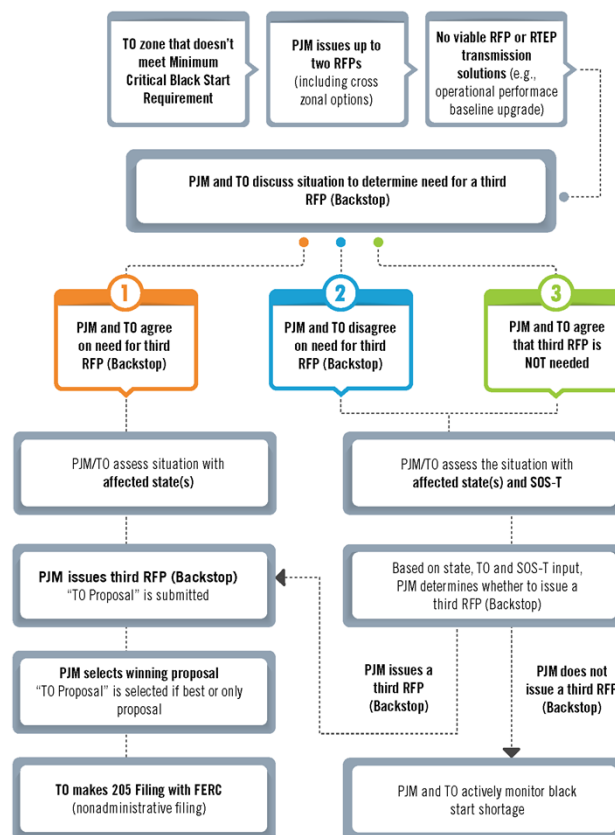 TO zone that doesn't
meet Minimum
Critical Black Start
Requirement
PJM issues up to
two RFPs
(including cross
zonal options)
No viable RFP or RTEP
transmission
solutions (e.g.,
operational performace
baseline upgrade)
PJM and TO discuss situation to determine need for a third
RFP (Backstop)
1
PJM and TO agree
on need for third
RFP (Backstop)
2
PJM and TO disagree
on need for third
RFP (Backstop)
3
PJM and TO agree
that third RFP is
NOT needed
PJM/TO assess situation with
affected state(s)
PJM/TO assess the situation with
affected state(s) and SOS-T
PJM issues third RFP (Backstop)
"TO Proposal" is submitted
Based on state, TO and SOS-T input,
PJM determines whether to issue a
third RFP (Backstop)
PJM issues a
third RFP
(Backstop)
PJM does not
issue a third RFP
(Backstop)
PJM selects winning proposal
"TO Proposal" is selected if best or only
proposal
TO makes 205 Filing with FERC
(nonadministrative filing)
PJM and TO actively monitor black
start shortage